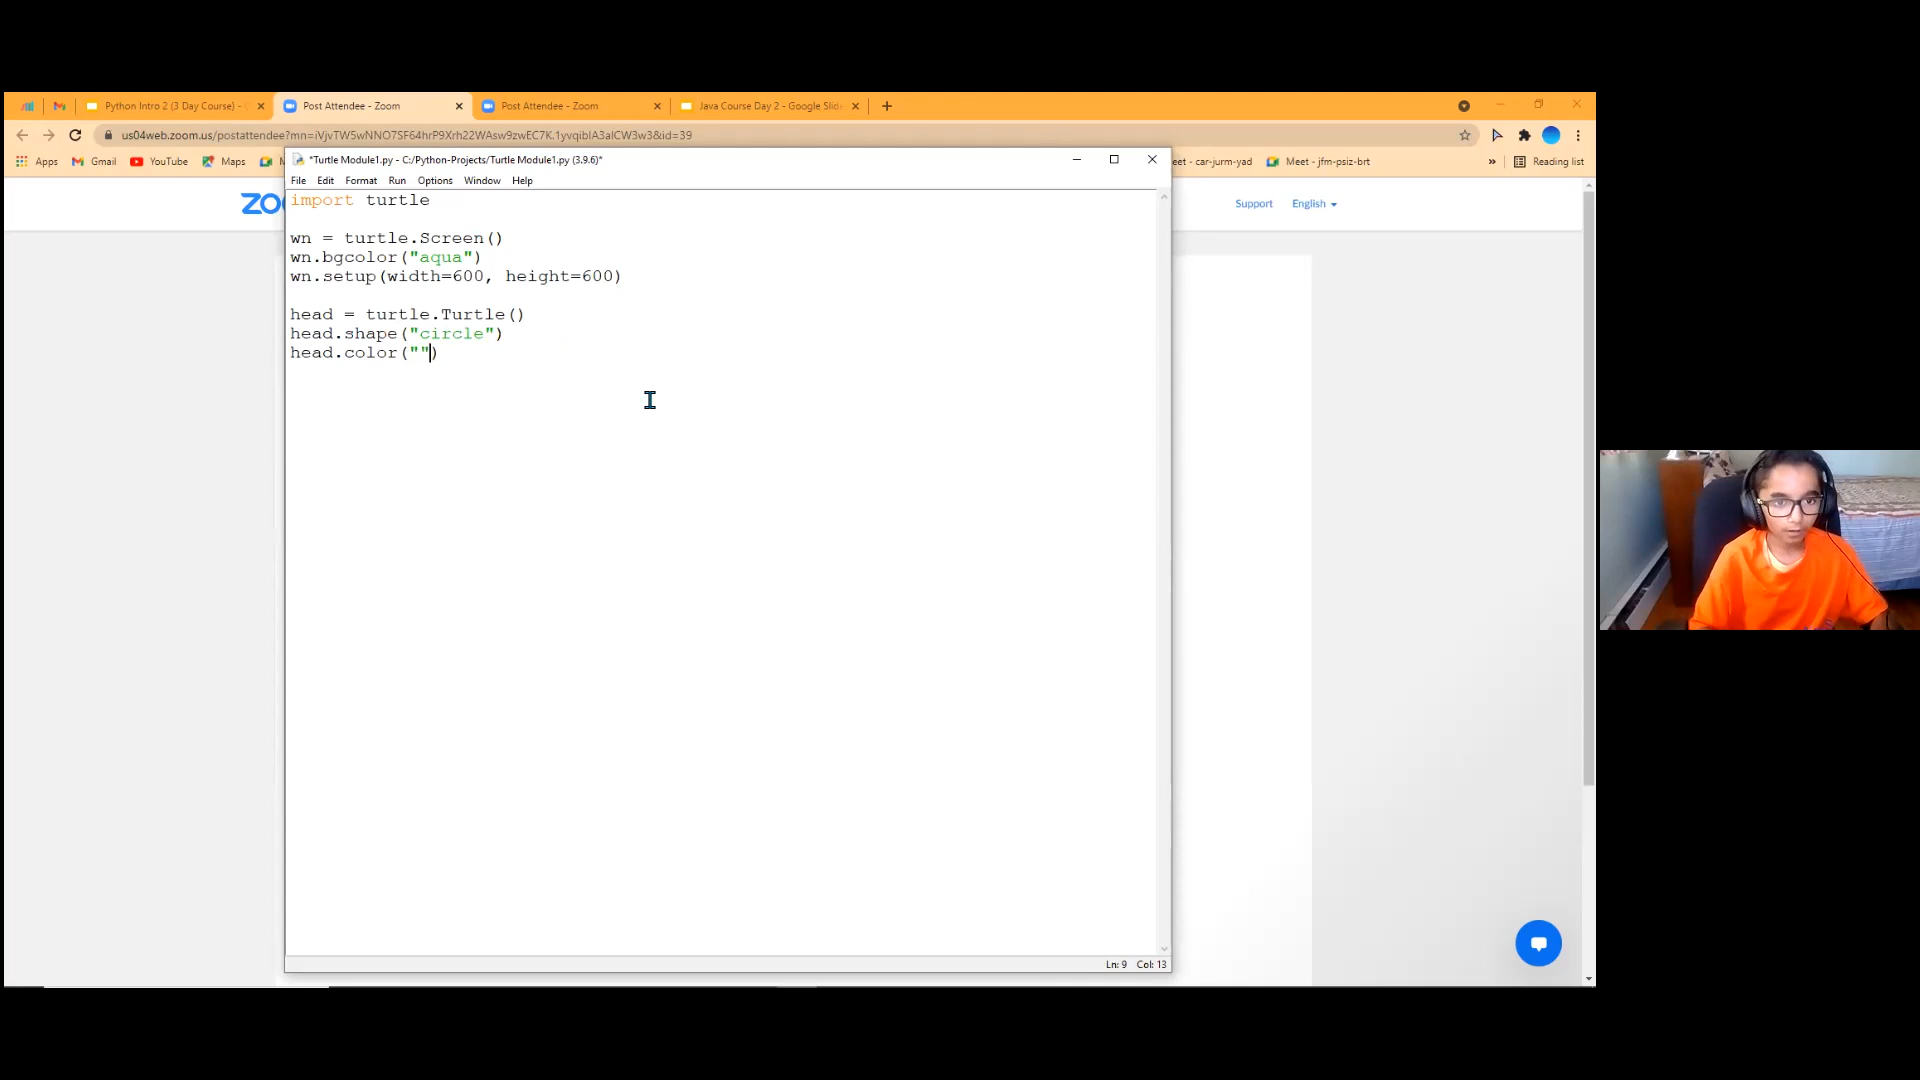 Python Intro 2 (3 Day Course) -
Post Attendee - Zoom
Post Attendee - Zoom
Java Course Day 2 - Google Slid
us04web.zoom.us/postattendee?mn=
&id=39
Apps
Gmail
YouTube
Maps
eet - car-jurm-yad
Meet - jfm-psiz-brt
»
Reading list
*Turtle Module1.py - C:/Python-Projects/Turtle Module1.py (3.9.6)*
File Edit Format Run Options Window Help
ZO
Support
English
import turtle
wn = turtle.Screen()
wn.bgcolor("aqua")
wn.setup(width=600, height=600)
head = turtle.Turtle()
head.shape("circle")
head.color("")
Ln: 9 Col: 13